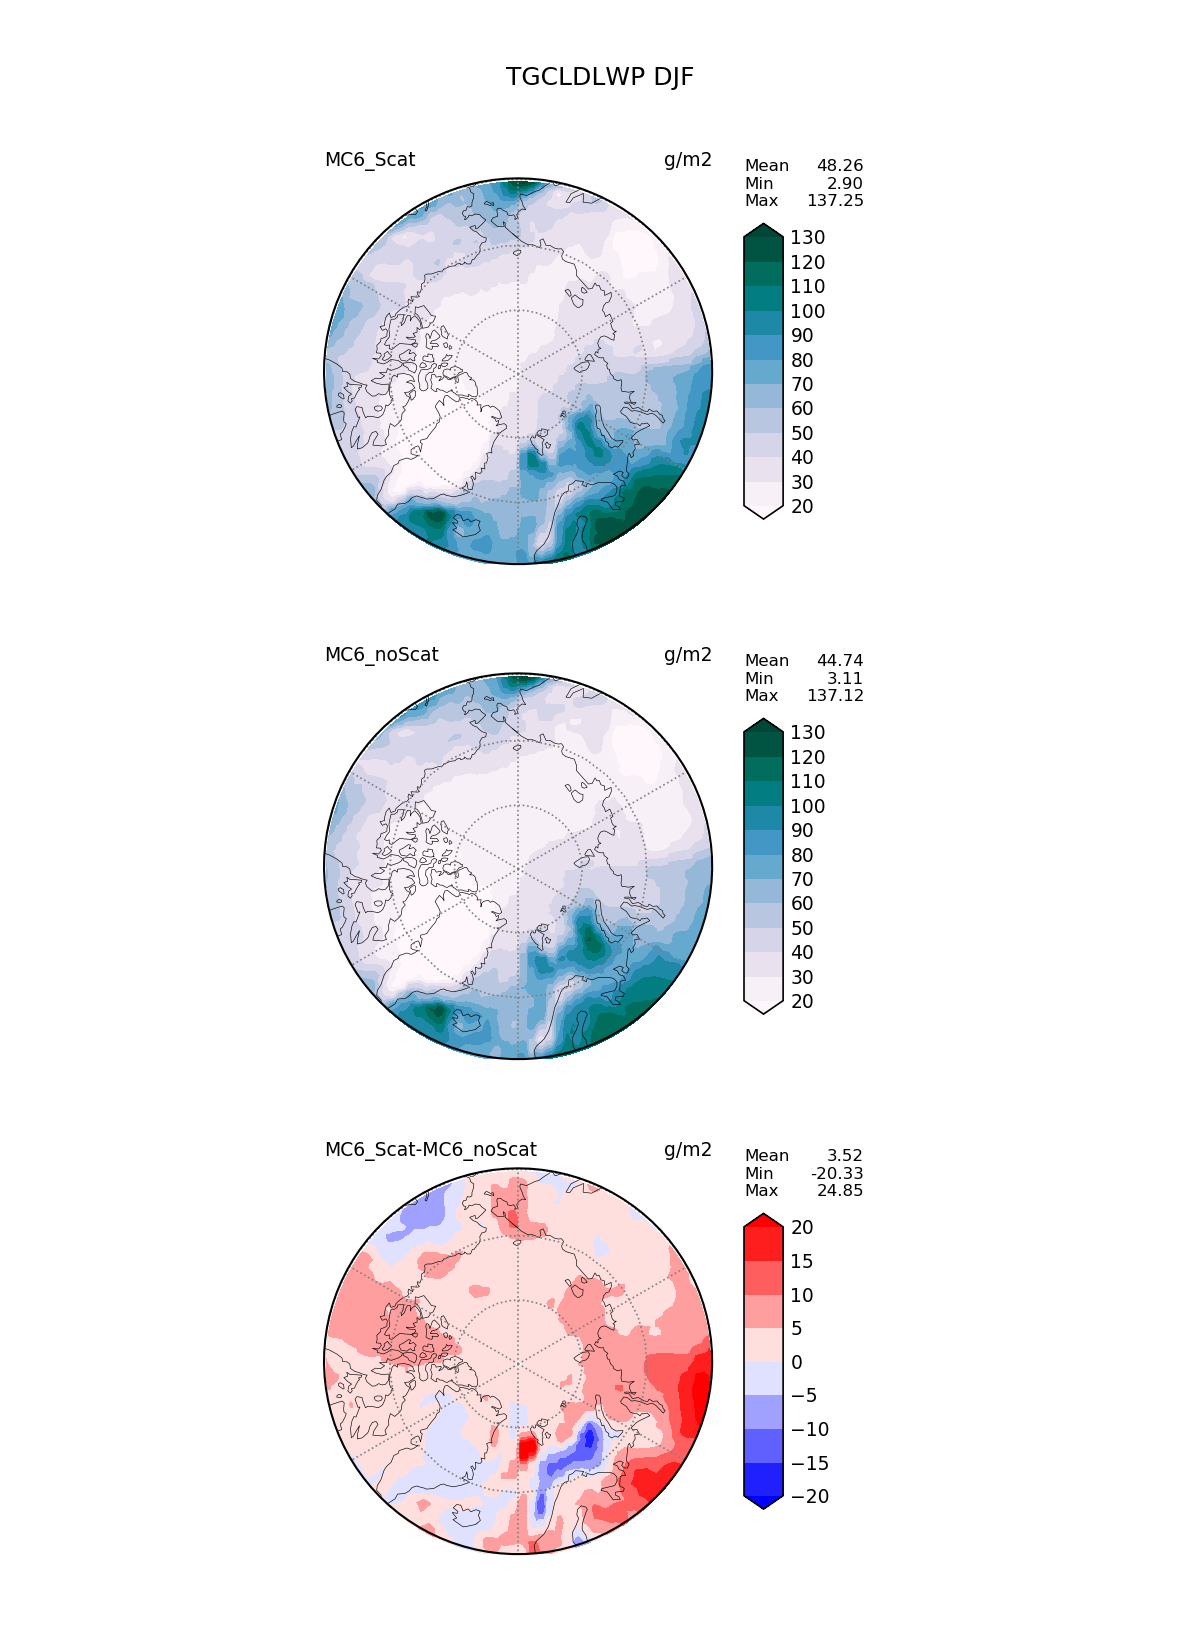 TGCLDLWP DJF
MC6_Scat
g/m2
Mean 48.26
Min 2.90
Max 137.25
130
120
110
100
90
80
70
60
50
40
30
20
MC6_noScat
g/m2
Mean 44.74
Min 3.11
Max 137.12
130
120
110
100
90
80
70
60
50
40
30
20
MC6_Scat-MC6_noScat
g/m2
Mean 3.52
Min -20.33
Max 24.85
20
15
10
5
0
−5
−10
−15
−20